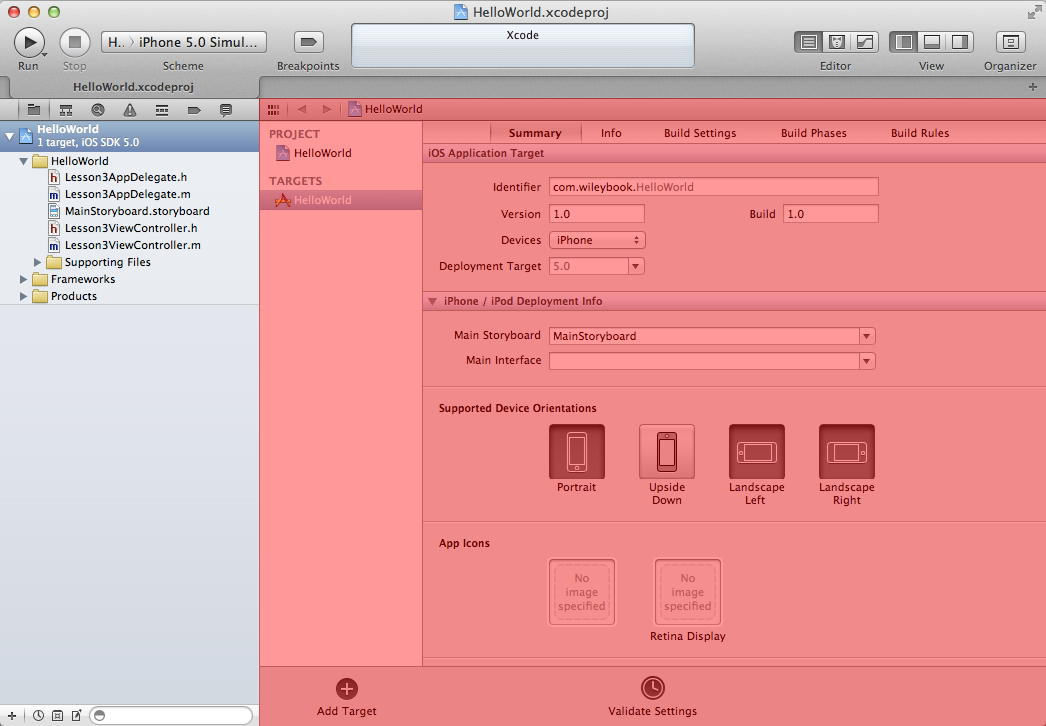 HelloWorld.xcodeproj
H.. iPhone 5.0 Simul...
Xcode
Run
Stop
Scheme
Breakpoints
Editor
View
Organizer
HelloWorld.xcodeproj
HelloWorld
1 target, iOS SDK 5.0
HelloWorld
Lesson3AppDelegate.h
Lesson3AppDelegate.m
MainStoryboard.storyboard
Lesson3ViewController.h
Lesson3ViewController.m
Supporting Files
Frameworks
Products
HelloWorld
PROJECT
HelloWorld
TARGETS
HelloWorld
Summary
Info
Build Settings
Build Phases
Build Rules
iOS Application Target
Identifier com.wileybook.HelloWorld
Version 1.0
Build 1.0
Devices iPhone
Deployment Target 5.0
iPhone / iPod Deployment Info
Main Storyboard MainStoryboard
Main Interface
Supported Device Orientations
Portrait
Upside
Down
Landscape
Left
Landscape
Right
App Icons
No
image
specified
No
image
specified
Retina Display
Add Target
Validate Settings